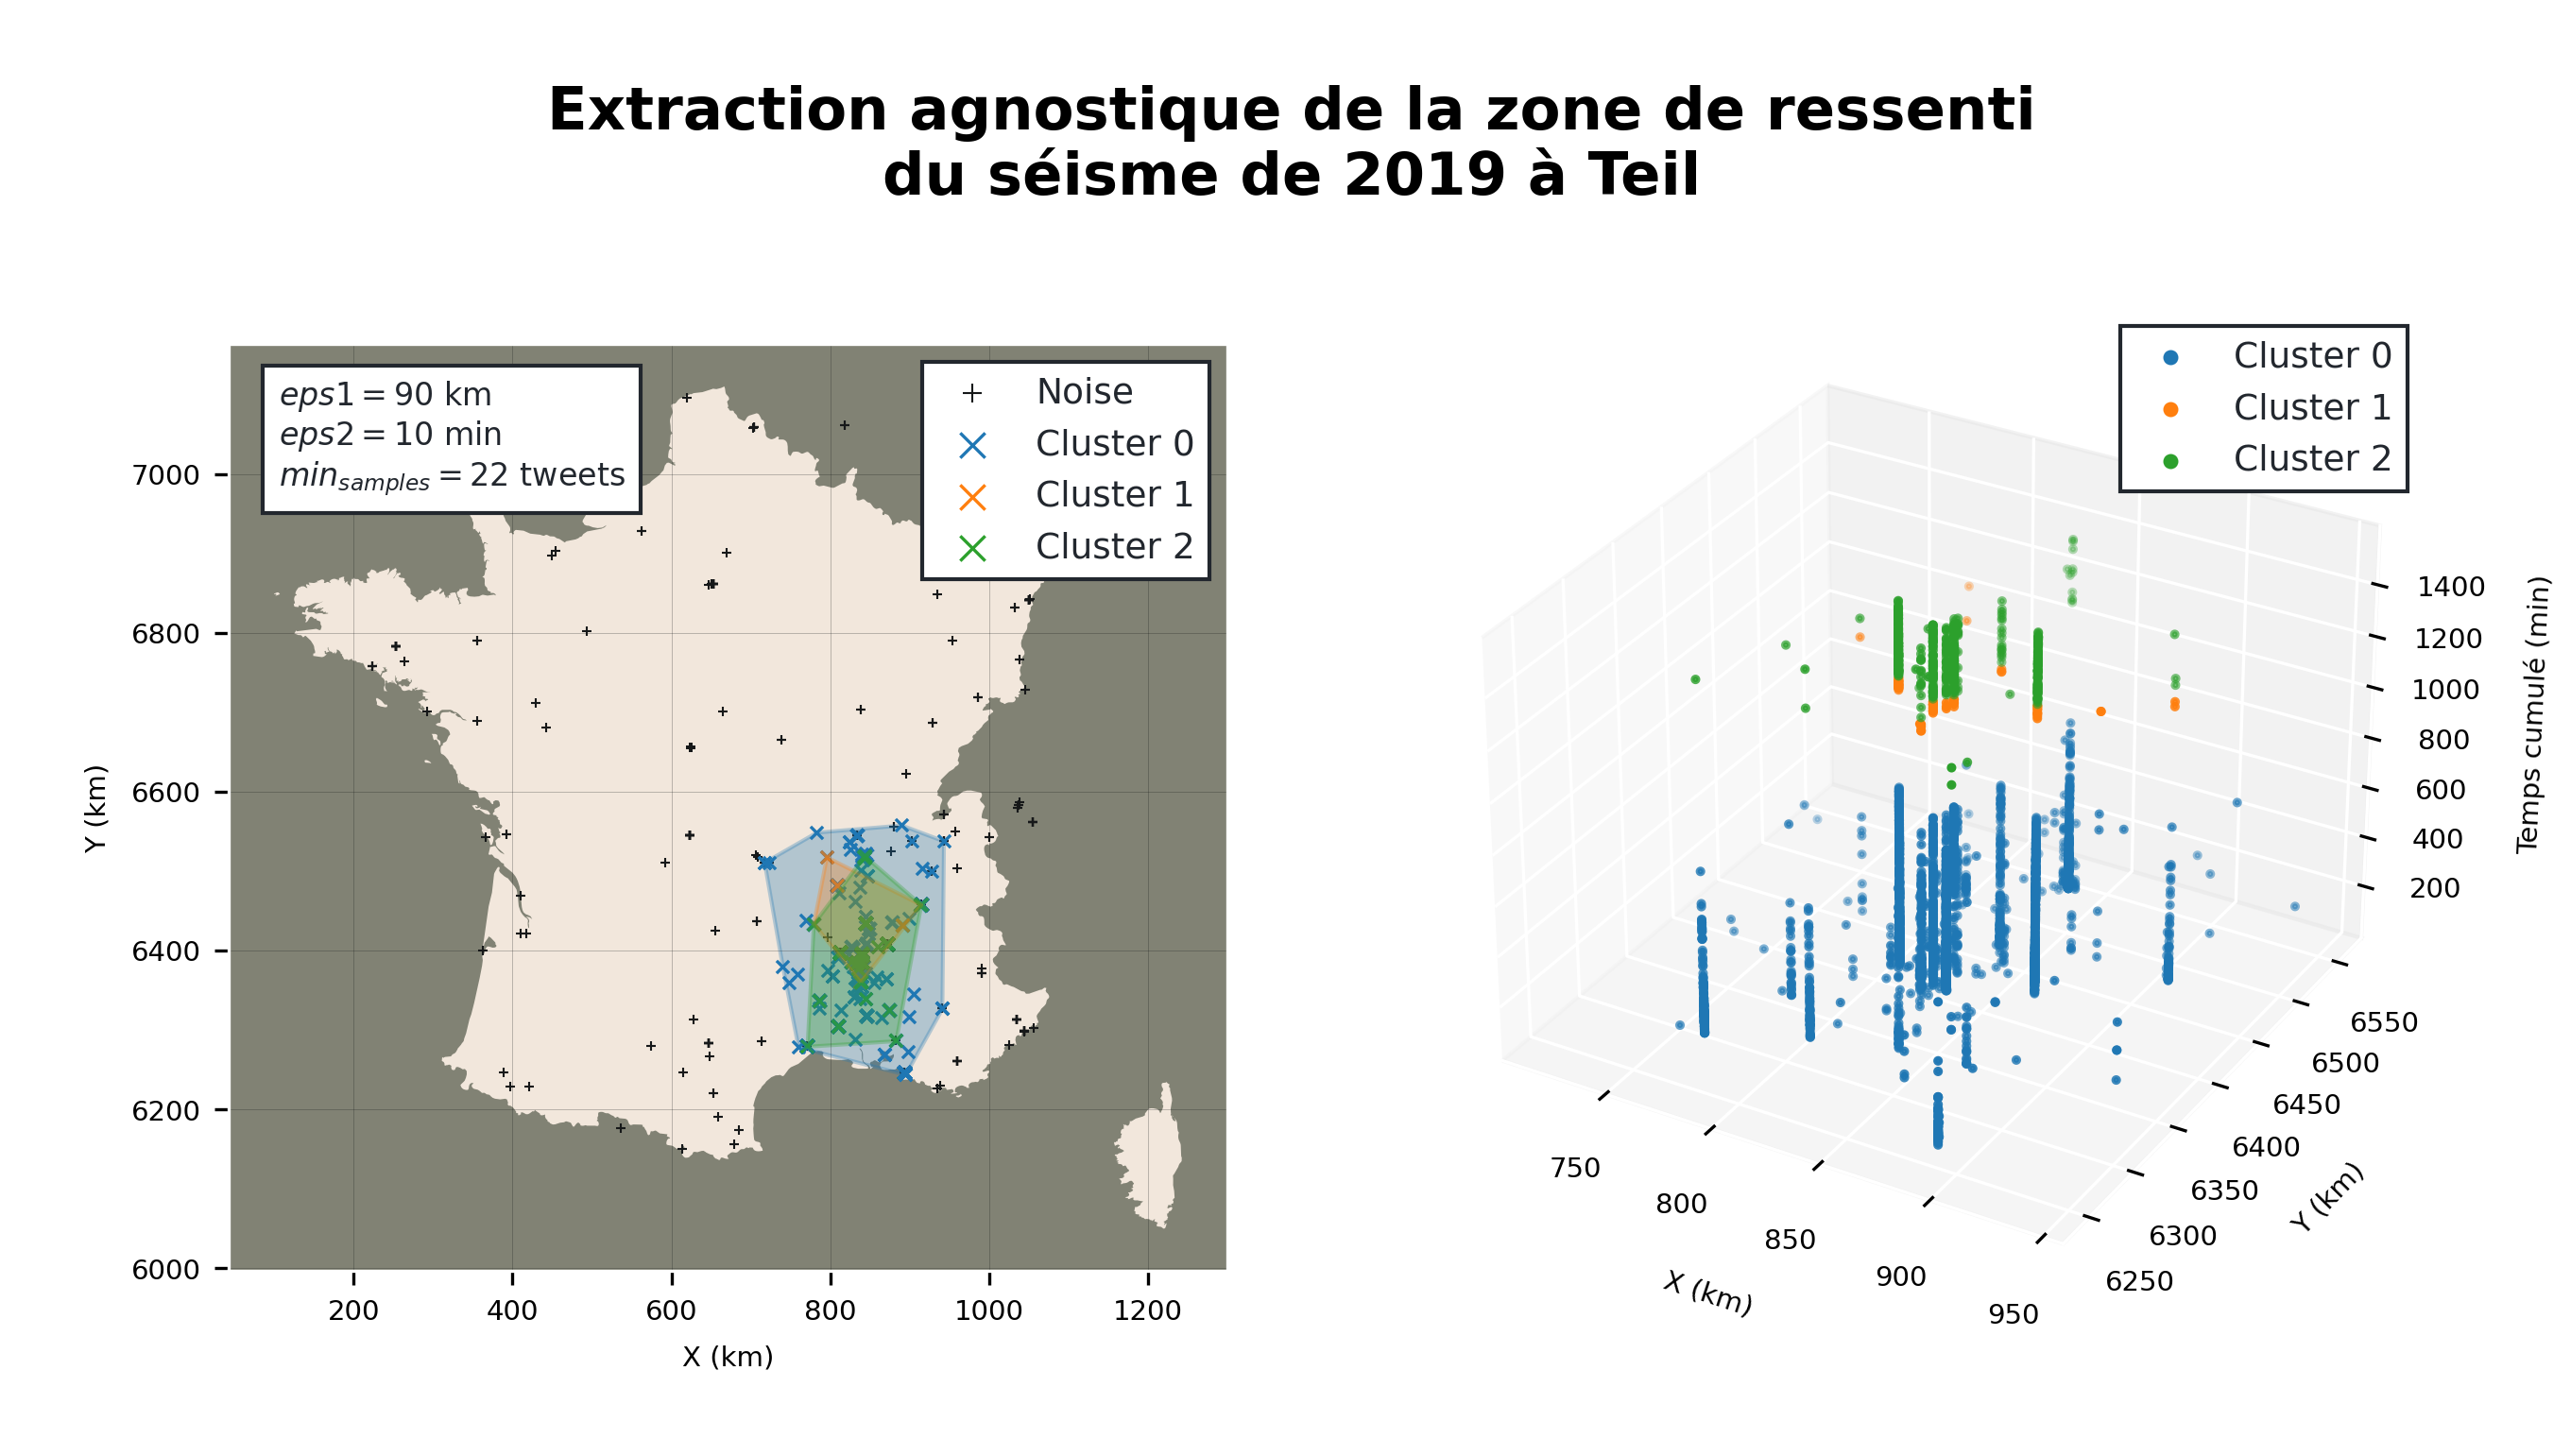 Extraction agnostique de la zone de ressenti
du séisme de 2019 à Teil
eps1 = 90 km
eps2 = 10 min
min_samples = 22 tweets
Noise
Cluster 0
Cluster 1
Cluster 2
7000
6800
6600
6400
6200
6000
Y (km)
200 400 600 800 1000 1200
X (km)
Cluster 0
Cluster 1
Cluster 2
1400
1200
1000
800
600
400
200
Temps cumulé (min)
6550
6500
6450
6400
6350
6300
6250
Y (km)
750
800
850
900
950
X (km)